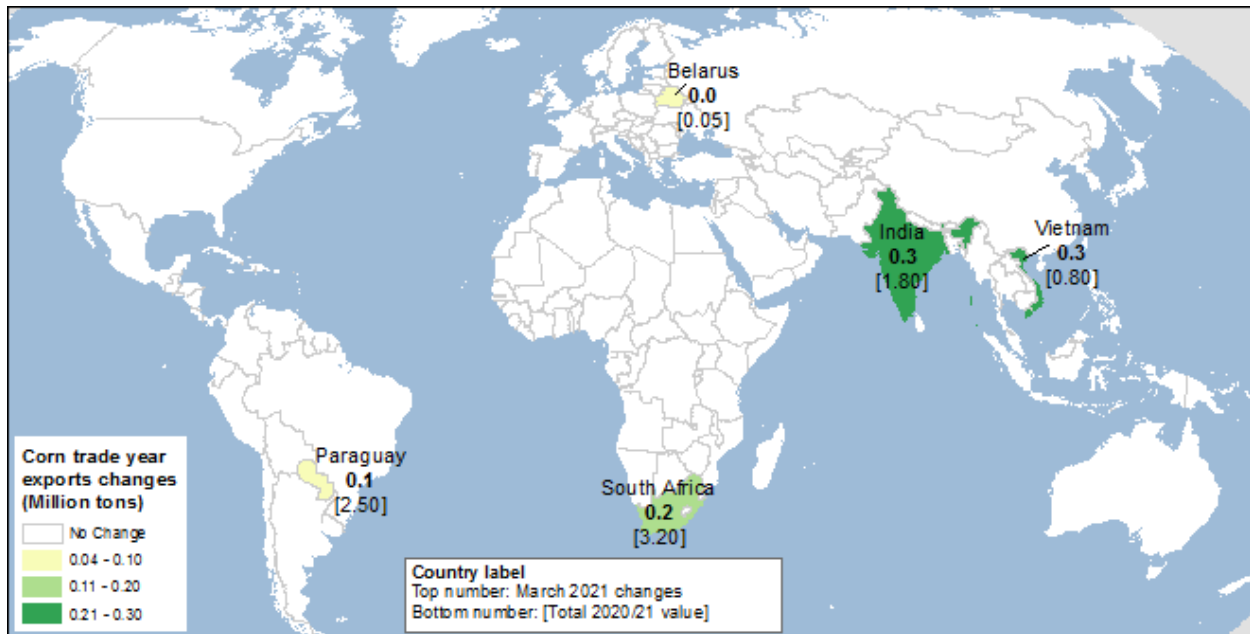 Belarus
0.0
[0.05]
India
0.3
[1.80]
Vietnam
0.3
[0.80]
Paraguay
0.1
[2.50]
South Africa
0.2
[3.20]
Corn trade year
exports changes
(Million tons)
No Change
0.04 - 0.10
0.11 - 0.20
0.21 - 0.30
Country label
Top number: March 2021 changes
Bottom number: [Total 2020/21 value]